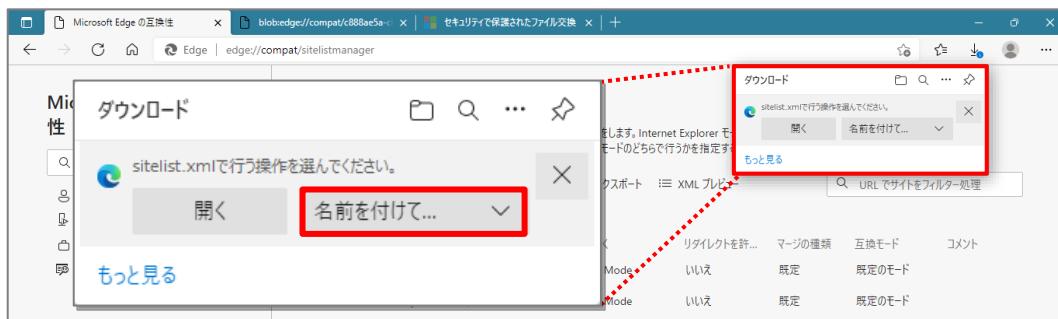 Microsoft Edge の互換性
blob:edge://compat/c888ae5a-c
セキュリティで保護されたファイル交換
Edge
edge://compat/sitelistmanager
ダウンロード
sitelist.xmlで行う操作を選んでください。
開く
名前を付けて...
もっと見る
Mic
性
ダウンロード
sitelist.xmlで行う操作を選んでください。
開く
名前を付けて...
もっと見る
をします。Internet Explorer モ
モードのどちらで行うかを指定する
クスポート
XML プレビュー
URL でサイトをフィルター処理
リダイレクトを許...
マージの種類
互換モード
コメント
Mode
いいえ
既定
既定のモード
Mode
いいえ
既定
既定のモード